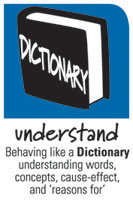 DICTIONARY
understand
Behaving like a Dictionary
understanding words,
concepts, cause-effect,
and ‘reasons for’